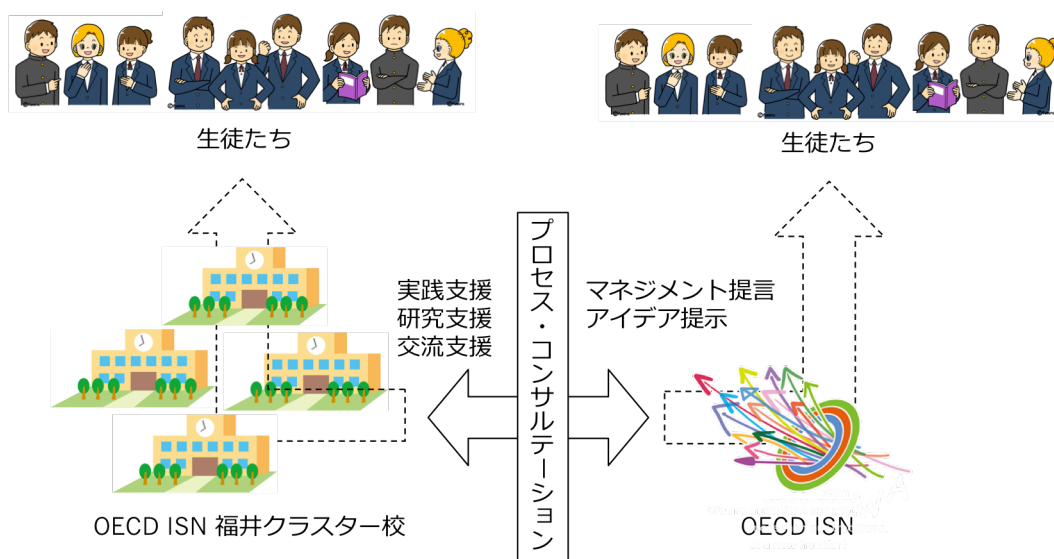 生徒たち
生徒たち
プロセス・コンサルテーション
実践支援
研究支援
交流支援
マネジメント提言
アイデア提示
OECD ISN 福井クラスター校
OECD ISN